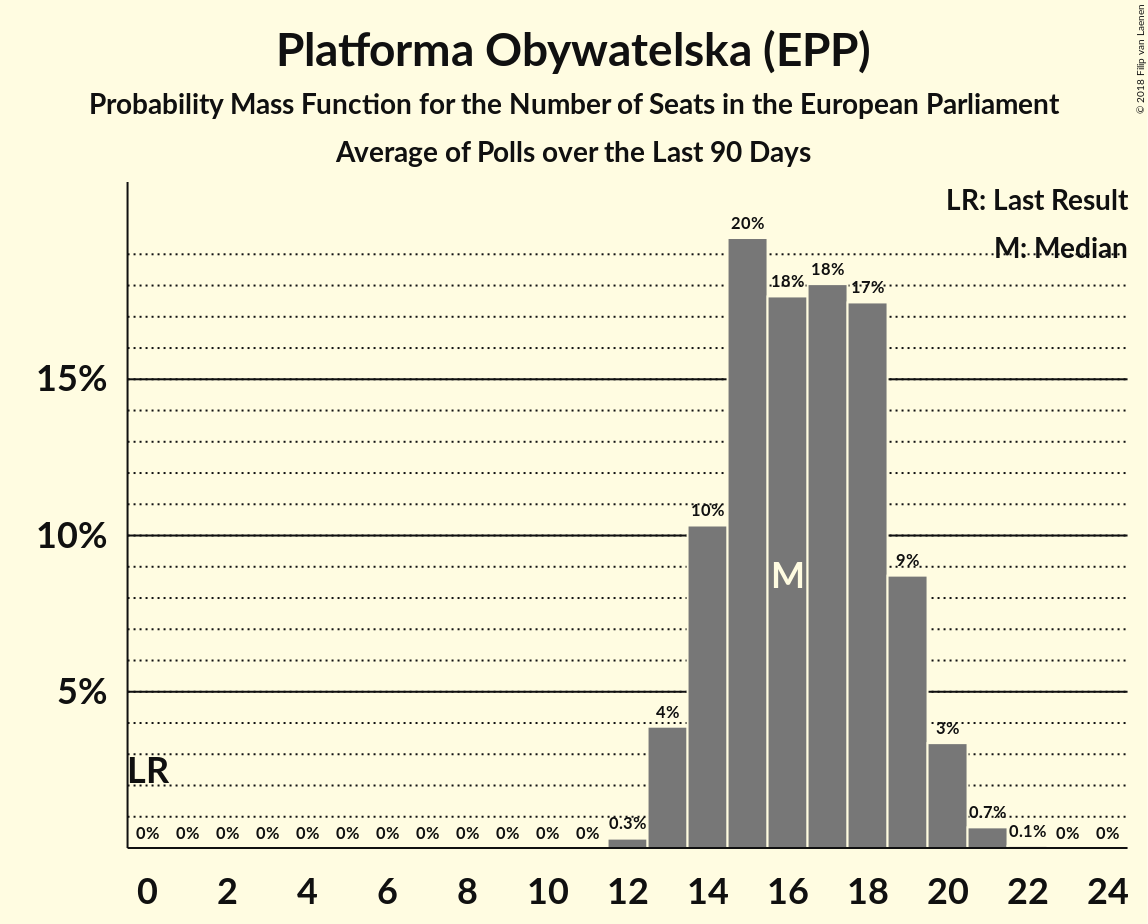 Platforma Obywatelska (EPP)
Probability Mass Function for the Number of Seats in the European Parliament
Average of Polls over the Last 90 Days
© 2018 Filip van Laenen
LR: Last Result
M: Median
20%
18%
18%
17%
15%
10%
10%
9%
M
5%
4%
3%
LR
0% 0% 0% 0% 0% 0% 0% 0% 0% 0% 0% 0% 0.3% 0.7% 0.1% 0% 0%
0 2 4 6 8 10 12 14 16 18 20 22 24